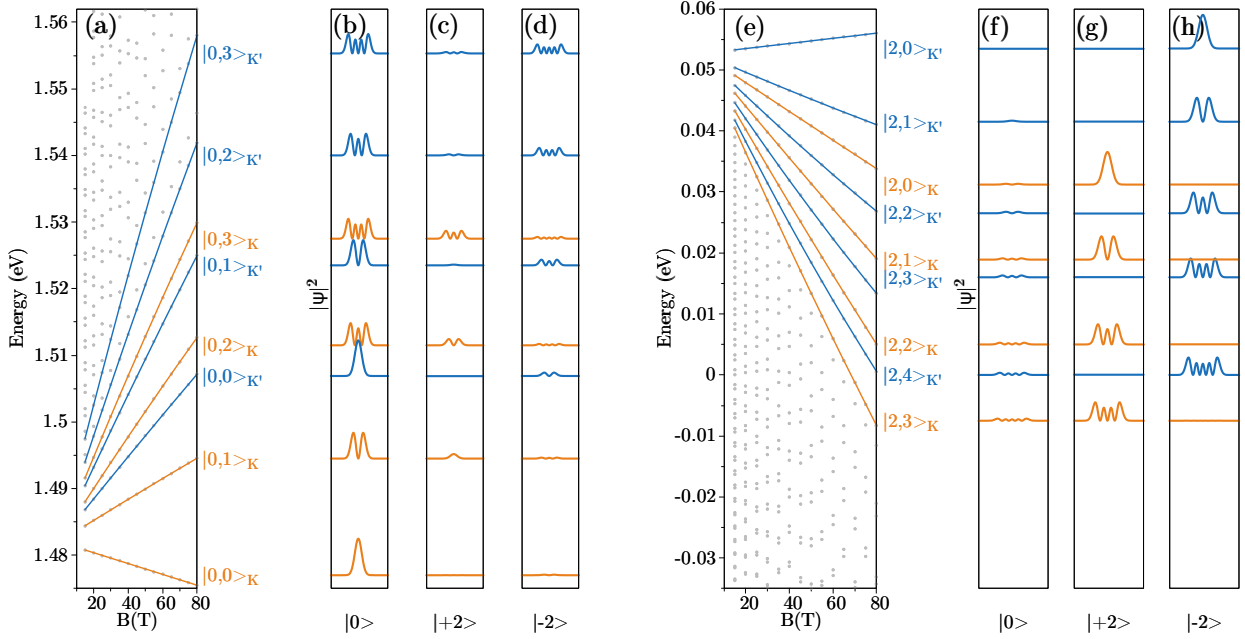 (a)
(b)
(c)
(d)
(e)
(f)
(g)
(h)
Energy (eV)
1.56
1.55
1.54
1.53
1.52
1.51
1.5
1.49
1.48
20 40 60 80
B(T)
|0,3>K'
|0,2>K'
|0,3>K
|0,1>K'
|0,2>K
|0,0>K'
|0,1>K
|0,0>K
|ψ|²
|0>
|+2>
|-2>
Energy (eV)
0.06
0.05
0.04
0.03
0.02
0.01
0
-0.01
-0.02
-0.03
20 40 60 80
B(T)
|2,0>K'
|2,1>K'
|2,0>K
|2,2>K'
|2,1>K
|2,3>K'
|2,2>K
|2,4>K'
|2,3>K
|ψ|²
|0>
|+2>
|-2>